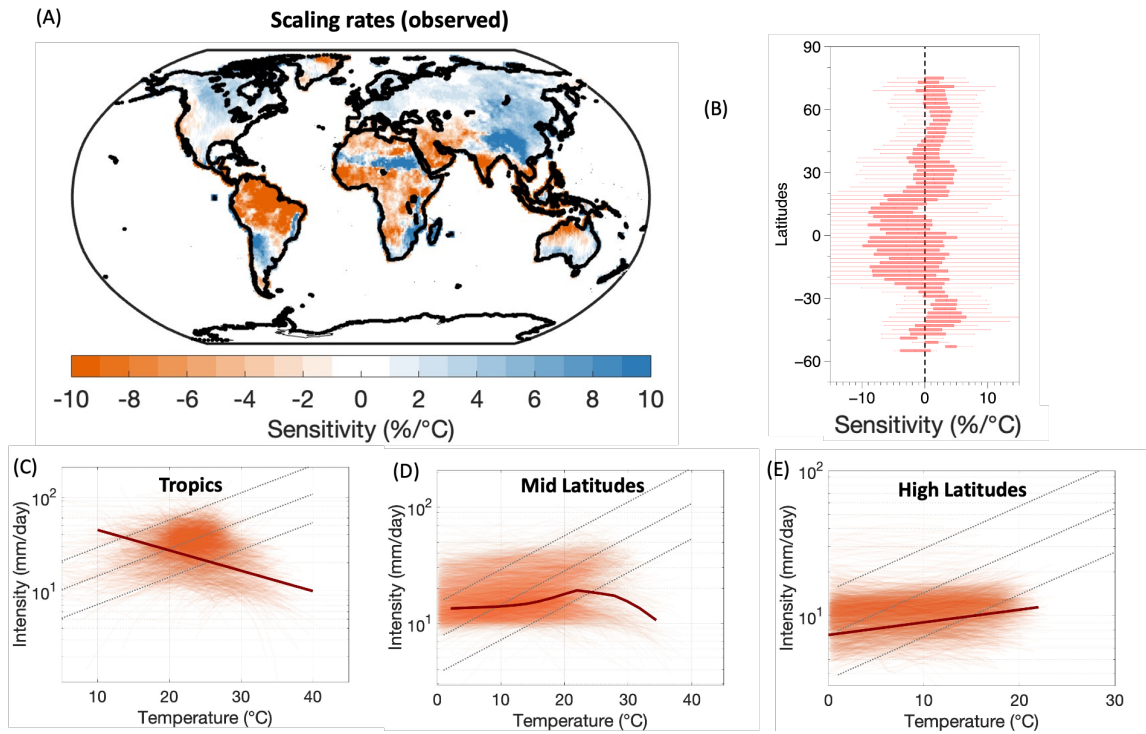 (A)
Scaling rates (observed)
-10 -8 -6 -4 -2 0 2 4 6 8 10
Sensitivity (%/°C)
(B)
90
60
30
0
-30
-60
Latitudes
-10 0 10
Sensitivity (%/°C)
(C)
Tropics
10²
10¹
Intensity (mm/day)
10 20 30 40
Temperature (°C)
(D)
Mid Latitudes
10²
10¹
Intensity (mm/day)
0 10 20 30 40
Temperature (°C)
(E)
High Latitudes
10²
10¹
Intensity (mm/day)
0 10 20 30
Temperature (°C)